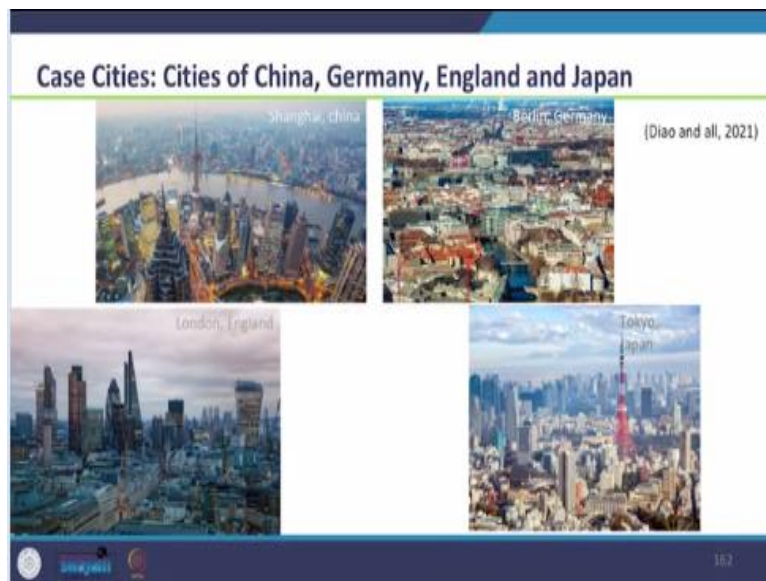 Case Cities: Cities of China, Germany, England and Japan
Shanghai, china
Berlin, Germany
(Diao and all, 2021)
London, England
Tokyo,
Japan
swayam
162